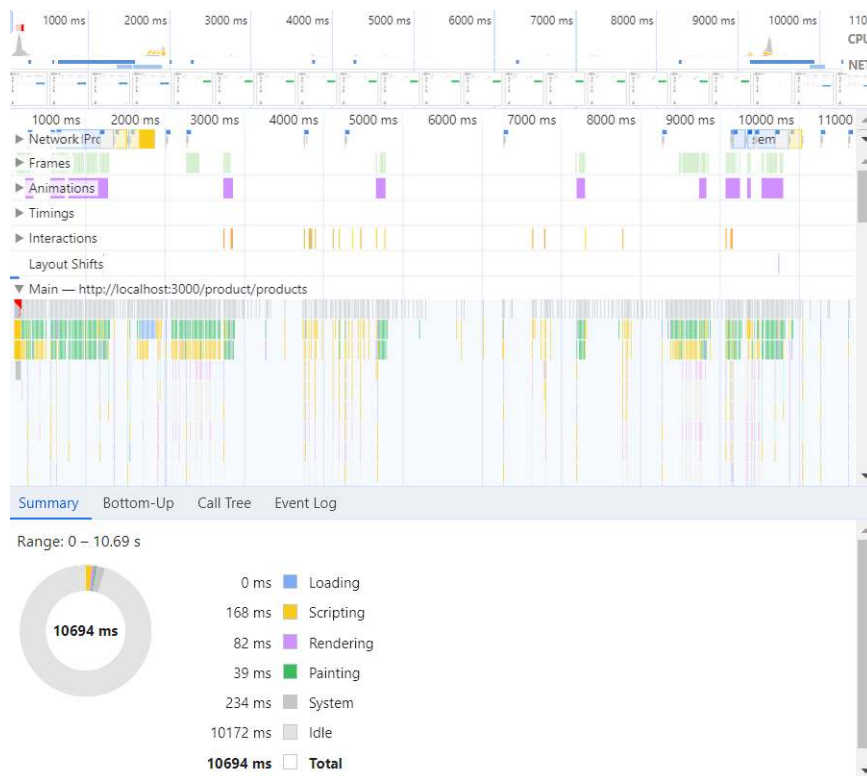 1000 ms 2000 ms 3000 ms 4000 ms 5000 ms 6000 ms 7000 ms 8000 ms 9000 ms 10000 ms 110
CPU
NET
1000 ms 2000 ms 3000 ms 4000 ms 5000 ms 6000 ms 7000 ms 8000 ms 9000 ms 10000 ms 11000
Network Prc em
Frames
Animations
Timings
Interactions
Layout Shifts
Main — http://localhost:3000/product/products
Summary Bottom-Up Call Tree Event Log
Range: 0 – 10.69 s
10694 ms
0 ms Loading
168 ms Scripting
82 ms Rendering
39 ms Painting
234 ms System
10172 ms Idle
10694 ms Total